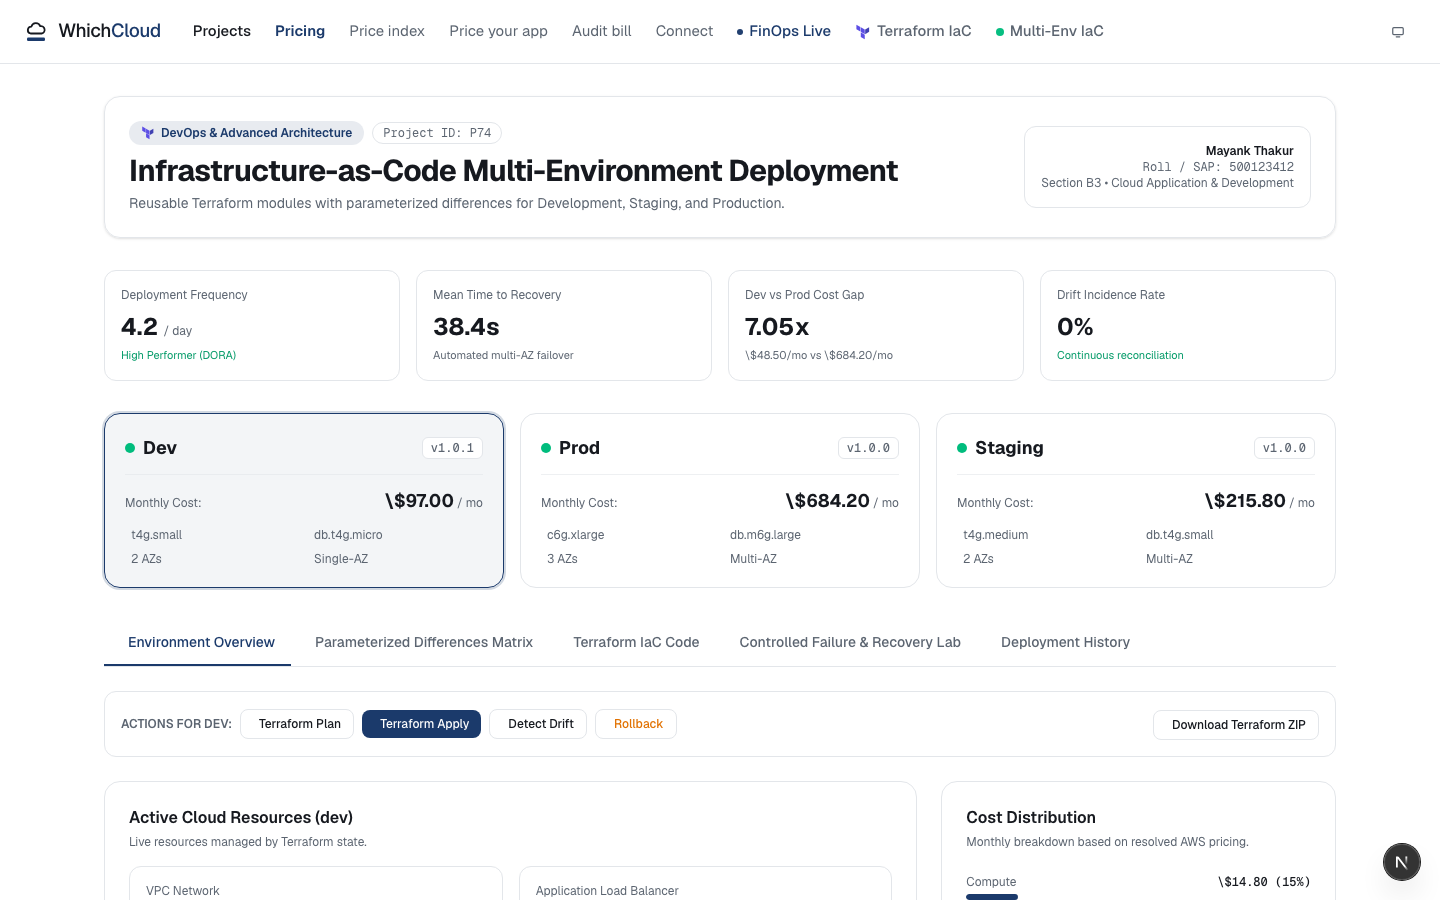 WhichCloud
Projects
Pricing
Price index
Price your app
Audit bill
Connect
FinOps Live
Terraform IaC
Multi-Env IaC
DevOps & Advanced Architecture
Project ID: P74
Infrastructure-as-Code Multi-Environment Deployment
Reusable Terraform modules with parameterized differences for Development, Staging, and Production.
Mayank Thakur
Roll / SAP: 500123412
Section B3 • Cloud Application & Development
Deployment Frequency
4.2 / day
High Performer (DORA)
Mean Time to Recovery
38.4s
Automated multi-AZ failover
Dev vs Prod Cost Gap
7.05x
\$48.50/mo vs \$684.20/mo
Drift Incidence Rate
0%
Continuous reconciliation
Dev
v1.0.1
Monthly Cost:
\$97.00 / mo
t4g.small
db.t4g.micro
2 AZs
Single-AZ
Prod
v1.0.0
Monthly Cost:
\$684.20 / mo
c6g.xlarge
db.m6g.large
3 AZs
Multi-AZ
Staging
v1.0.0
Monthly Cost:
\$215.80 / mo
t4g.medium
db.t4g.small
2 AZs
Multi-AZ
Environment Overview
Parameterized Differences Matrix
Terraform IaC Code
Controlled Failure & Recovery Lab
Deployment History
ACTIONS FOR DEV:
Terraform Plan
Terraform Apply
Detect Drift
Rollback
Download Terraform ZIP
Active Cloud Resources (dev)
Live resources managed by Terraform state.
VPC Network
Application Load Balancer
Cost Distribution
Monthly breakdown based on resolved AWS pricing.
Compute
\$14.80 (15%)
N